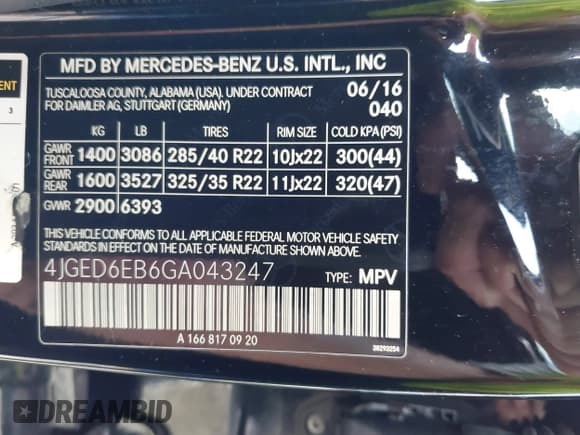 MFD BY MERCEDES-BENZ U.S. INTL., INC
TUSCALOOSA COUNTY, ALABAMA (USA). UNDER CONTRACT
FOR DAIMLER AG, STUTTGART (GERMANY)
06/16
040
KG LB TIRES RIM SIZE COLD KPA (PSI)
GAWR FRONT 1400 3086 285/40 R22 10Jx22 300(44)
GAWR REAR 1600 3527 325/35 R22 11Jx22 320(47)
GVWR 2900 6393
THIS VEHICLE CONFORMS TO ALL APPLICABLE FEDERAL MOTOR VEHICLE SAFETY
STANDARDS IN EFFECT ON THE DATE OF MANUFACTURE SHOWN ABOVE.
4JGED6EB6GA043247 TYPE: MPV
A 166 817 09 20
38293254
3
DREAMBID